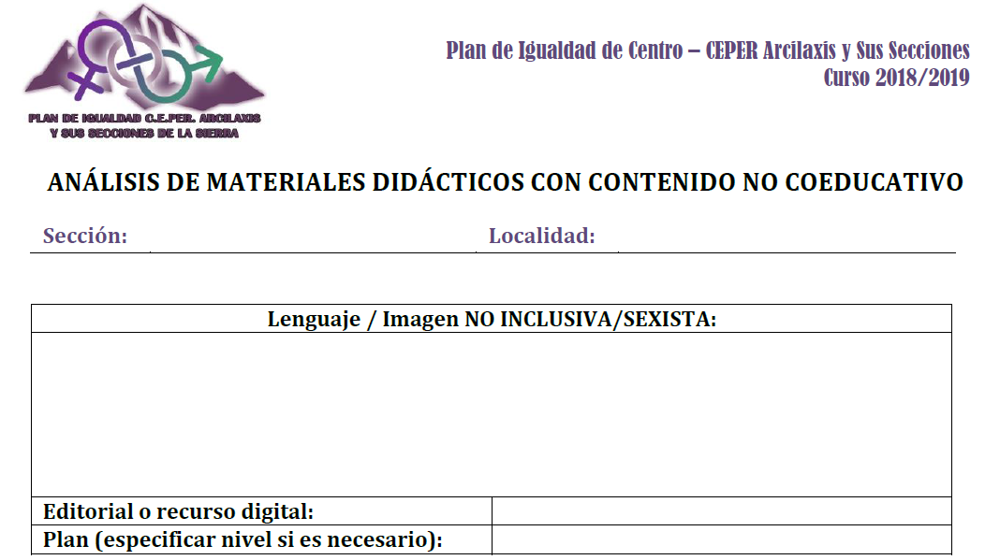 Plan de Igualdad de Centro – CEPER Arcilaxis y Sus Secciones
Curso 2018/2019
PLAN DE IGUALDAD C.E.PER. ARCILAXIS
Y SUS SECCIONES DE LA SIERRA
ANÁLISIS DE MATERIALES DIDÁCTICOS CON CONTENIDO NO COEDUCATIVO
Sección: Localidad:
Lenguaje / Imagen NO INCLUSIVA/SEXISTA:
Editorial o recurso digital:
Plan (especificar nivel si es necesario):